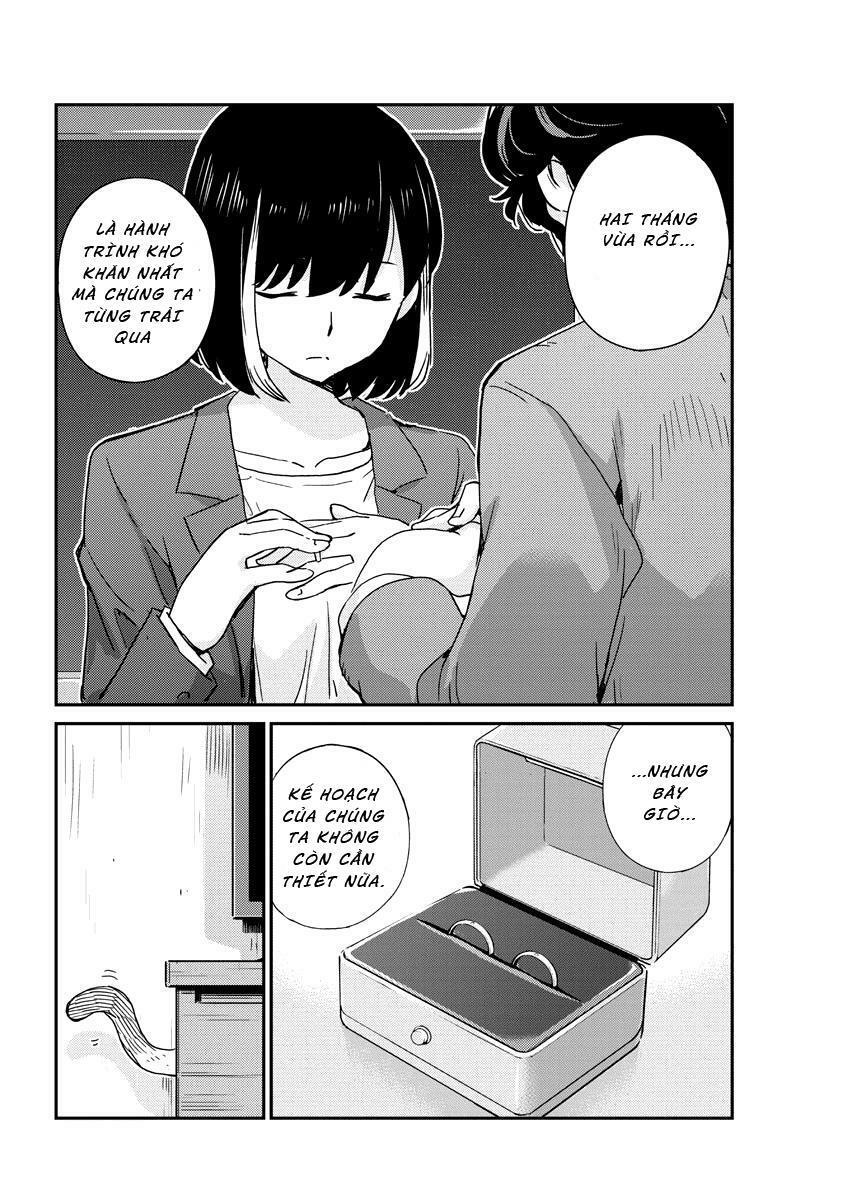 HAI THÁNG
VỪA RỒI...
LÀ HÀNH
TRÌNH KHÓ
KHĂN NHẤT
MÀ CHÚNG TA
TỪNG TRẢI
QUA
...NHƯNG
BÂY
GIỜ...
KẾ HOẠCH
CỦA CHÚNG
TA KHÔNG
CÒN CẦN
THIẾT NỮA.